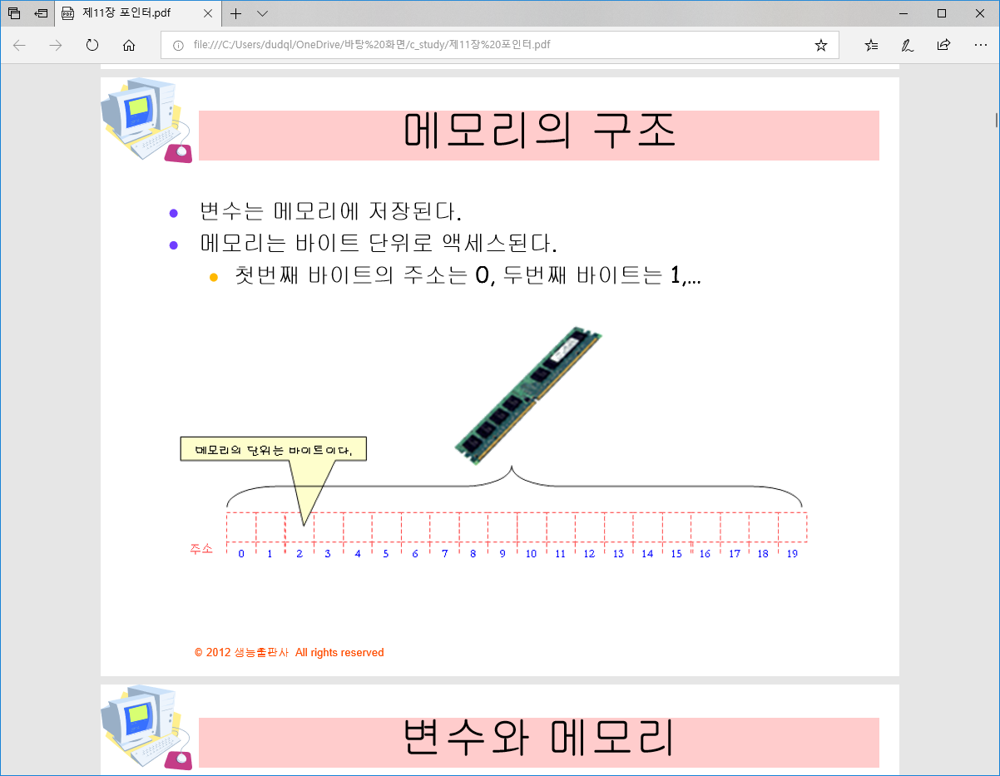 제11장 포인터.pdf
file:///C:/Users/dudql/OneDrive/바탕%20화면/c_study/제11장%20포인터.pdf
메모리의 구조
변수는 메모리에 저장된다.
메모리는 바이트 단위로 액세스된다.
첫번째 바이트의 주소는 0, 두번째 바이트는 1,...
메모리의 단위는 바이트이다.
주소 0 1 2 3 4 5 6 7 8 9 10 11 12 13 14 15 16 17 18 19
© 2012 생능출판사 All rights reserved
변수와 메모리